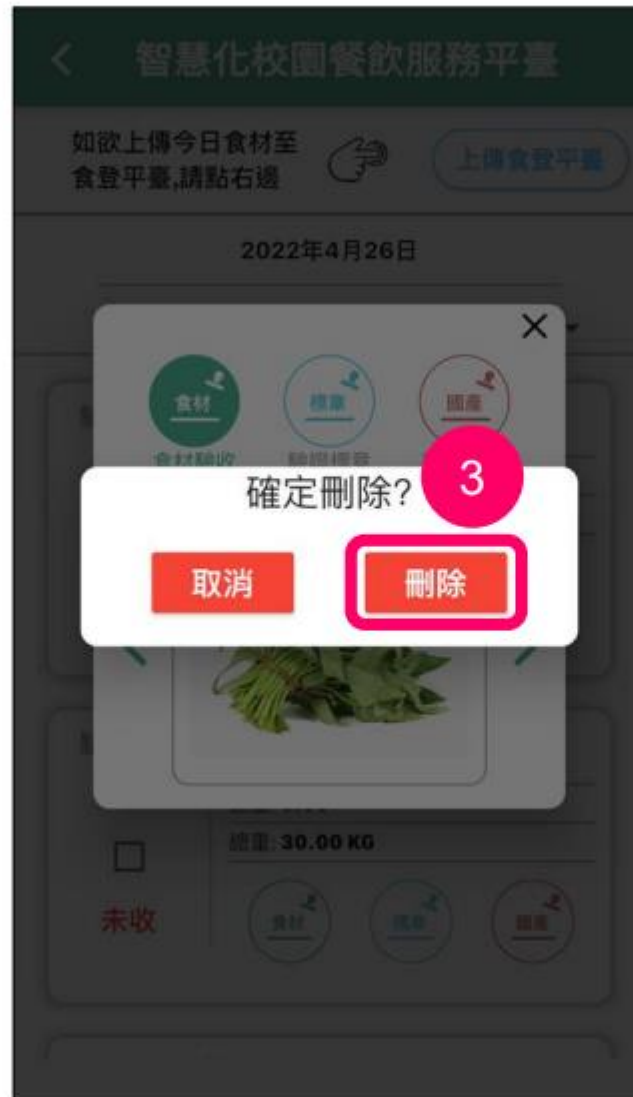 智慧化校園餐飲服務平臺
如欲上傳今日食材至
食登平臺,請點右邊
上傳食登平臺
2022年4月26日
食材
標章
國產
食材驗收
驗證標章
確定刪除?
3
取消
刪除
總重: 30.00 KG
未收
食材
標章
國產